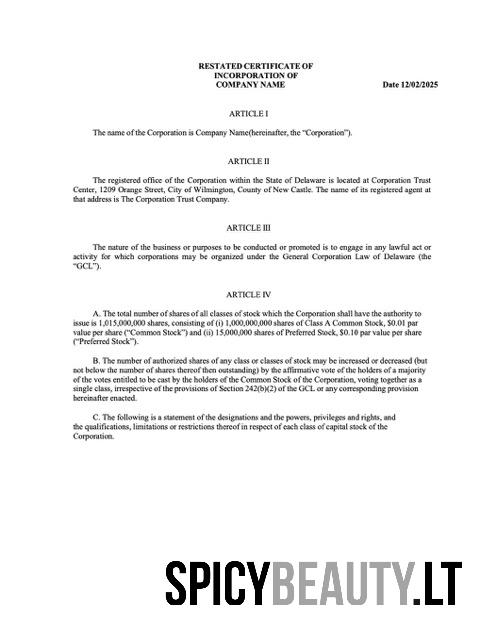 RESTATED CERTIFICATE OF
INCORPORATION OF
COMPANY NAME
Date 12/02/2025
ARTICLE I
The name of the Corporation is Company Name(hereinafter, the “Corporation”).
ARTICLE II
The registered office of the Corporation within the State of Delaware is located at Corporation Trust
Center, 1209 Orange Street, City of Wilmington, County of New Castle. The name of its registered agent at
that address is The Corporation Trust Company.
ARTICLE III
The nature of the business or purposes to be conducted or promoted is to engage in any lawful act or
activity for which corporations may be organized under the General Corporation Law of Delaware (the
“GCL”).
ARTICLE IV
A. The total number of shares of all classes of stock which the Corporation shall have the authority to
issue is 1,015,000,000 shares, consisting of (i) 1,000,000,000 shares of Class A Common Stock, $0.01 par
value per share (“Common Stock”) and (ii) 15,000,000 shares of Preferred Stock, $0.10 par value per share
(“Preferred Stock”).
B. The number of authorized shares of any class or classes of stock may be increased or decreased (but
not below the number of shares thereof then outstanding) by the affirmative vote of the holders of a majority
of the votes entitled to be cast by the holders of the Common Stock of the Corporation, voting together as a
single class, irrespective of the provisions of Section 242(b)(2) of the GCL or any corresponding provision
hereinafter enacted.
C. The following is a statement of the designations and the powers, privileges and rights, and
the qualifications, limitations or restrictions thereof in respect of each class of capital stock of the
Corporation.
SPICYBEAUTY.LT